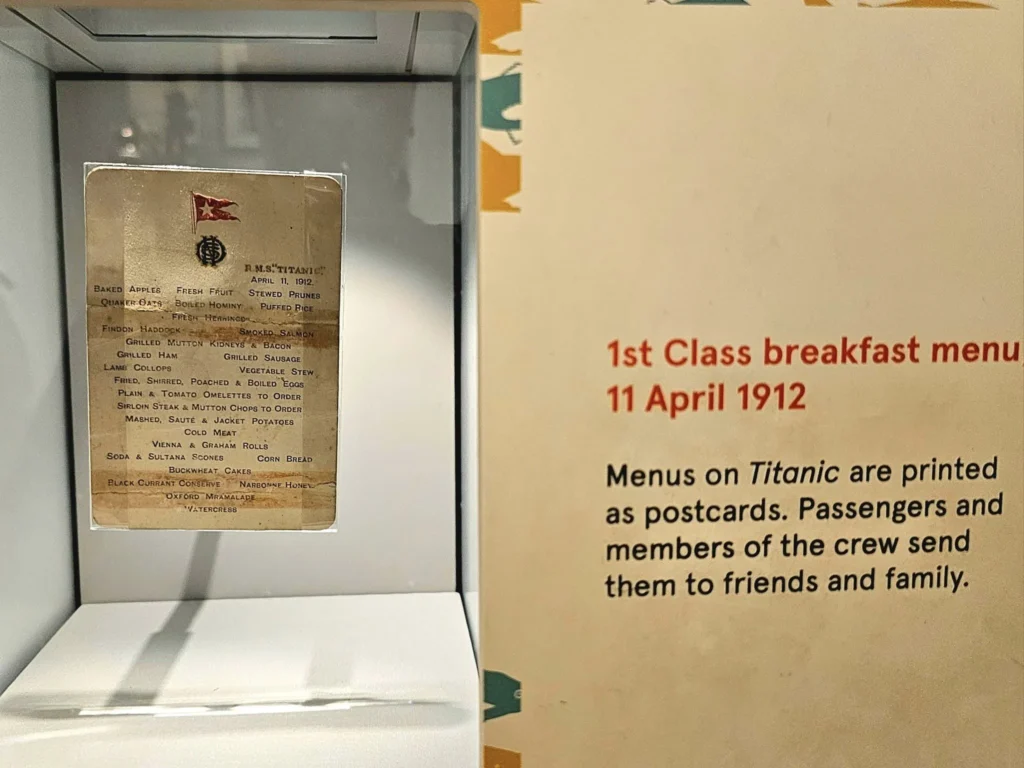 R.M.S. "TITANIC"
APRIL 11, 1912.
BAKED APPLES FRESH FRUIT STEWED PRUNES
QUAKER OATS BOILED HOMINY PUFFED RICE
FRESH HERRINGS
FINDON HADDOCK SMOKED SALMON
GRILLED MUTTON KIDNEYS & BACON
GRILLED HAM GRILLED SAUSAGE
LAMB COLLOPS VEGETABLE STEW
FRIED, SHIRRED, POACHED & BOILED EGGS
PLAIN & TOMATO OMELETTES TO ORDER
SIRLOIN STEAK & MUTTON CHOPS TO ORDER
MASHED, SAUTÉ & JACKET POTATOES
COLD MEAT
VIENNA & GRAHAM ROLLS
SODA & SULTANA SCONES CORN BREAD
BUCKWHEAT CAKES
BLACK CURRANT CONSERVE NARBONNE HONEY
OXFORD MRAMALADE
WATERCRESS
1st Class breakfast menu
11 April 1912
Menus on Titanic are printed
as postcards. Passengers and
members of the crew send
them to friends and family.